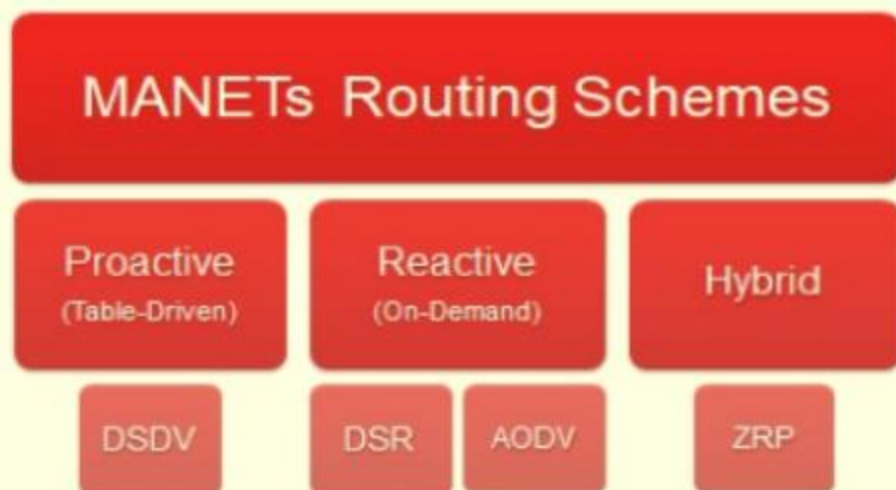 MANETs Routing Schemes
Proactive
(Table-Driven)
Reactive
(On-Demand)
Hybrid
DSDV
DSR
AODV
ZRP